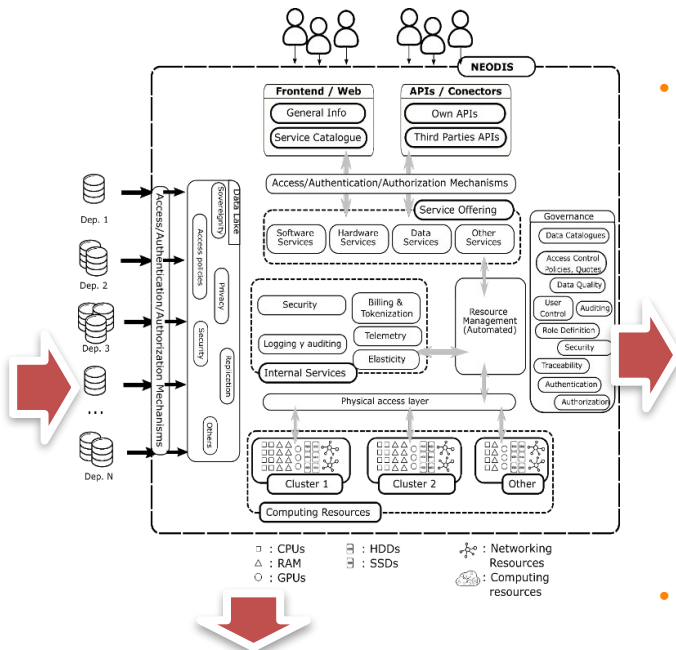 NEODIS
Frontend / Web
General Info
Service Catalogue
APIs / Conectors
Own APIs
Third Parties APIs
Access/Authentication/Authorization Mechanisms
Service Offering
Software
Services
Hardware
Services
Data
Services
Other
Services
Dep. 1
Dep. 2
Dep. 3
...
Dep. N
Access/Authentication/Authorization Mechanisms
Data Lake
Sovereignity
Access policies
Privacy
Security
Replication
Others
Security
Billing &
Tokenization
Logging y auditing
Telemetry
Elasticity
Internal Services
Resource
Management
(Automated)
Physical access layer
Cluster 1
Cluster 2
Other
Computing Resources
Governance
Data Catalogues
Access Control
Policies, Quotes
Data Quality
User
Control
Auditing
Role Definition
Security
Traceability
Authentication
Authorization
: CPUs
: RAM
: GPUs
: HDDs
: SSDs
: Networking
Resources
: Computing
resources